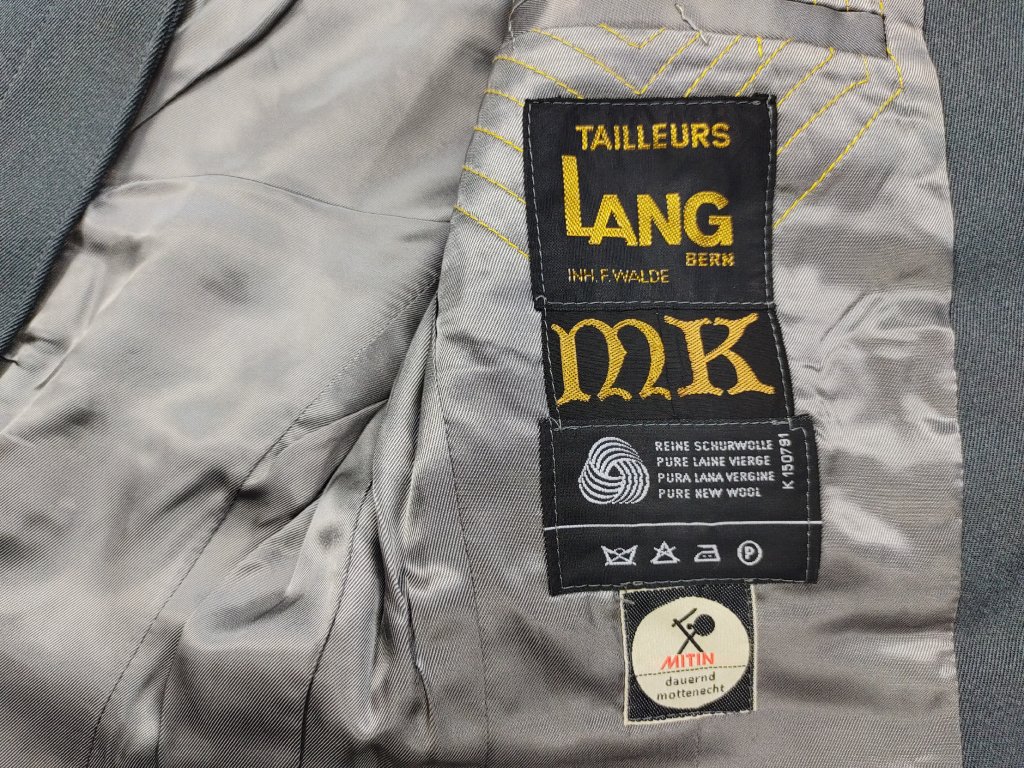 TAILLEURS
LANG
BERN
INH. F. WALDE
MK
REINE SCHURWOLLE
PURE LAINE VIERGE
PURA LANA VERGINE
PURE NEW WOOL
K 150791
P
MITIN
dauernd
mottenecht